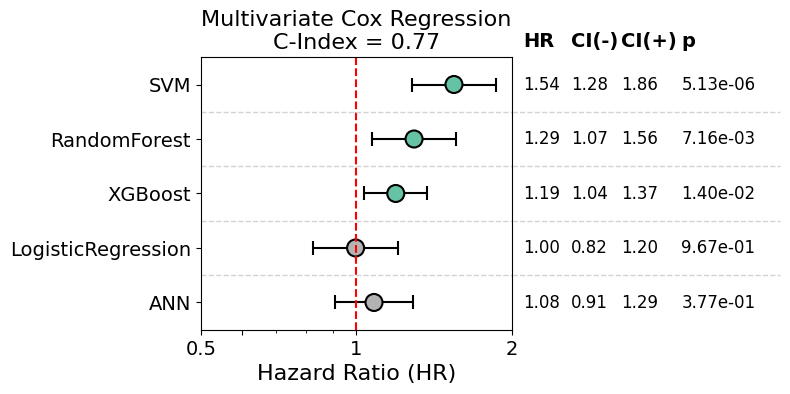 Multivariate Cox Regression
C-Index = 0.77
HR CI(-) CI(+) p
SVM 1.54 1.28 1.86 5.13e-06
RandomForest 1.29 1.07 1.56 7.16e-03
XGBoost 1.19 1.04 1.37 1.40e-02
LogisticRegression 1.00 0.82 1.20 9.67e-01
ANN 1.08 0.91 1.29 3.77e-01
0.5 1 2
Hazard Ratio (HR)